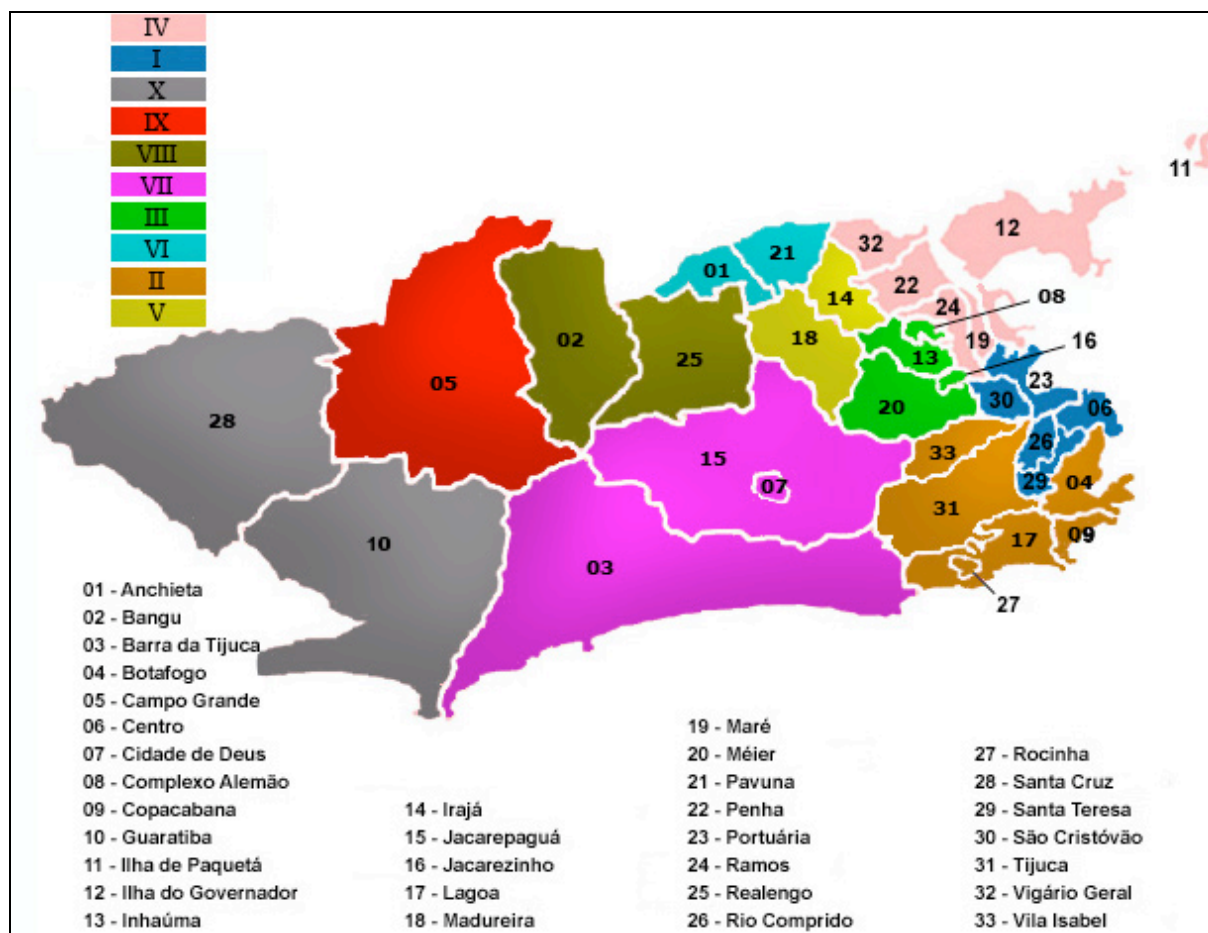 IV
I
X
IX
VIII
VII
III
VI
II
V
11
12
32
21
01
22
14
08
24
02
18
19
16
25
13
05
23
20
30
06
28
26
33
15
07
29
04
31
17
09
10
03
27
01 - Anchieta
02 - Bangu
03 - Barra da Tijuca
04 - Botafogo
05 - Campo Grande
06 - Centro
07 - Cidade de Deus
08 - Complexo Alemão
09 - Copacabana
10 - Guaratiba
11 - Ilha de Paquetá
12 - Ilha do Governador
13 - Inhaúma
14 - Irajá
15 - Jacarepaguá
16 - Jacarezinho
17 - Lagoa
18 - Madureira
19 - Maré
20 - Méier
21 - Pavuna
22 - Penha
23 - Portuária
24 - Ramos
25 - Realengo
26 - Rio Comprido
27 - Rocinha
28 - Santa Cruz
29 - Santa Teresa
30 - São Cristóvão
31 - Tijuca
32 - Vigário Geral
33 - Vila Isabel